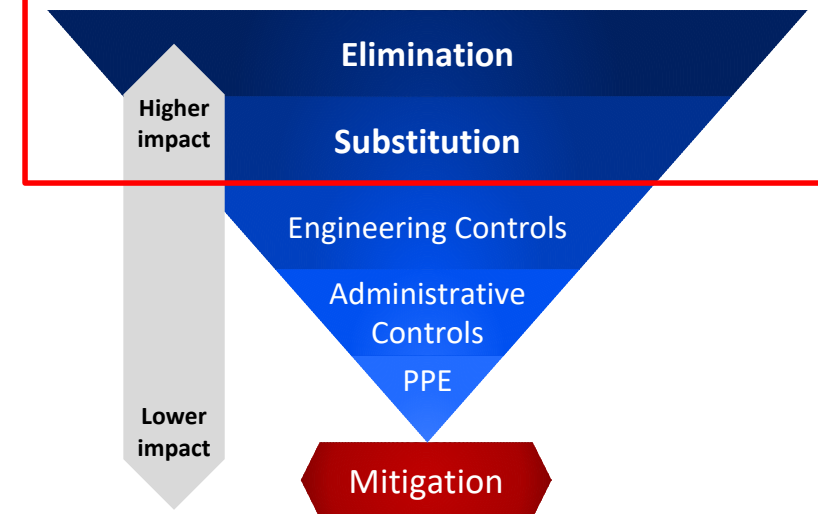 Elimination
Higher
impact
Substitution
Engineering Controls
Administrative
Controls
PPE
Lower
impact
Mitigation